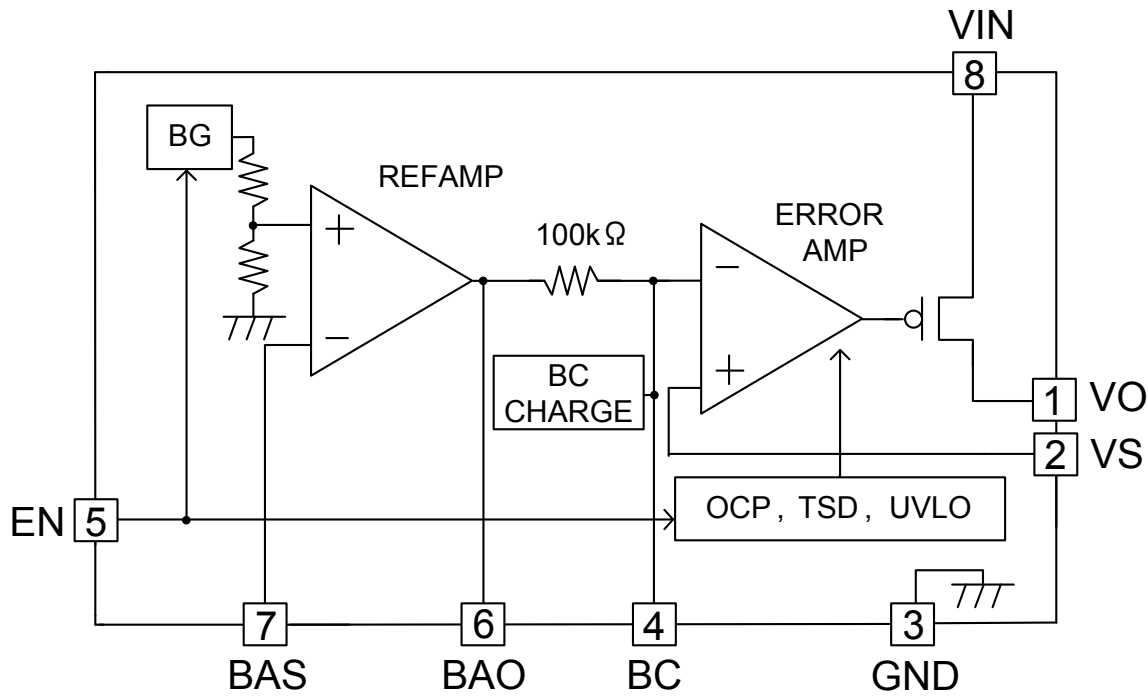 VIN
8
BG
REFAMP
+
−
100kΩ
ERROR
AMP
−
+
BC
CHARGE
1 VO
2 VS
EN 5
OCP , TSD , UVLO
7
6
4
3
BAS
BAO
BC
GND